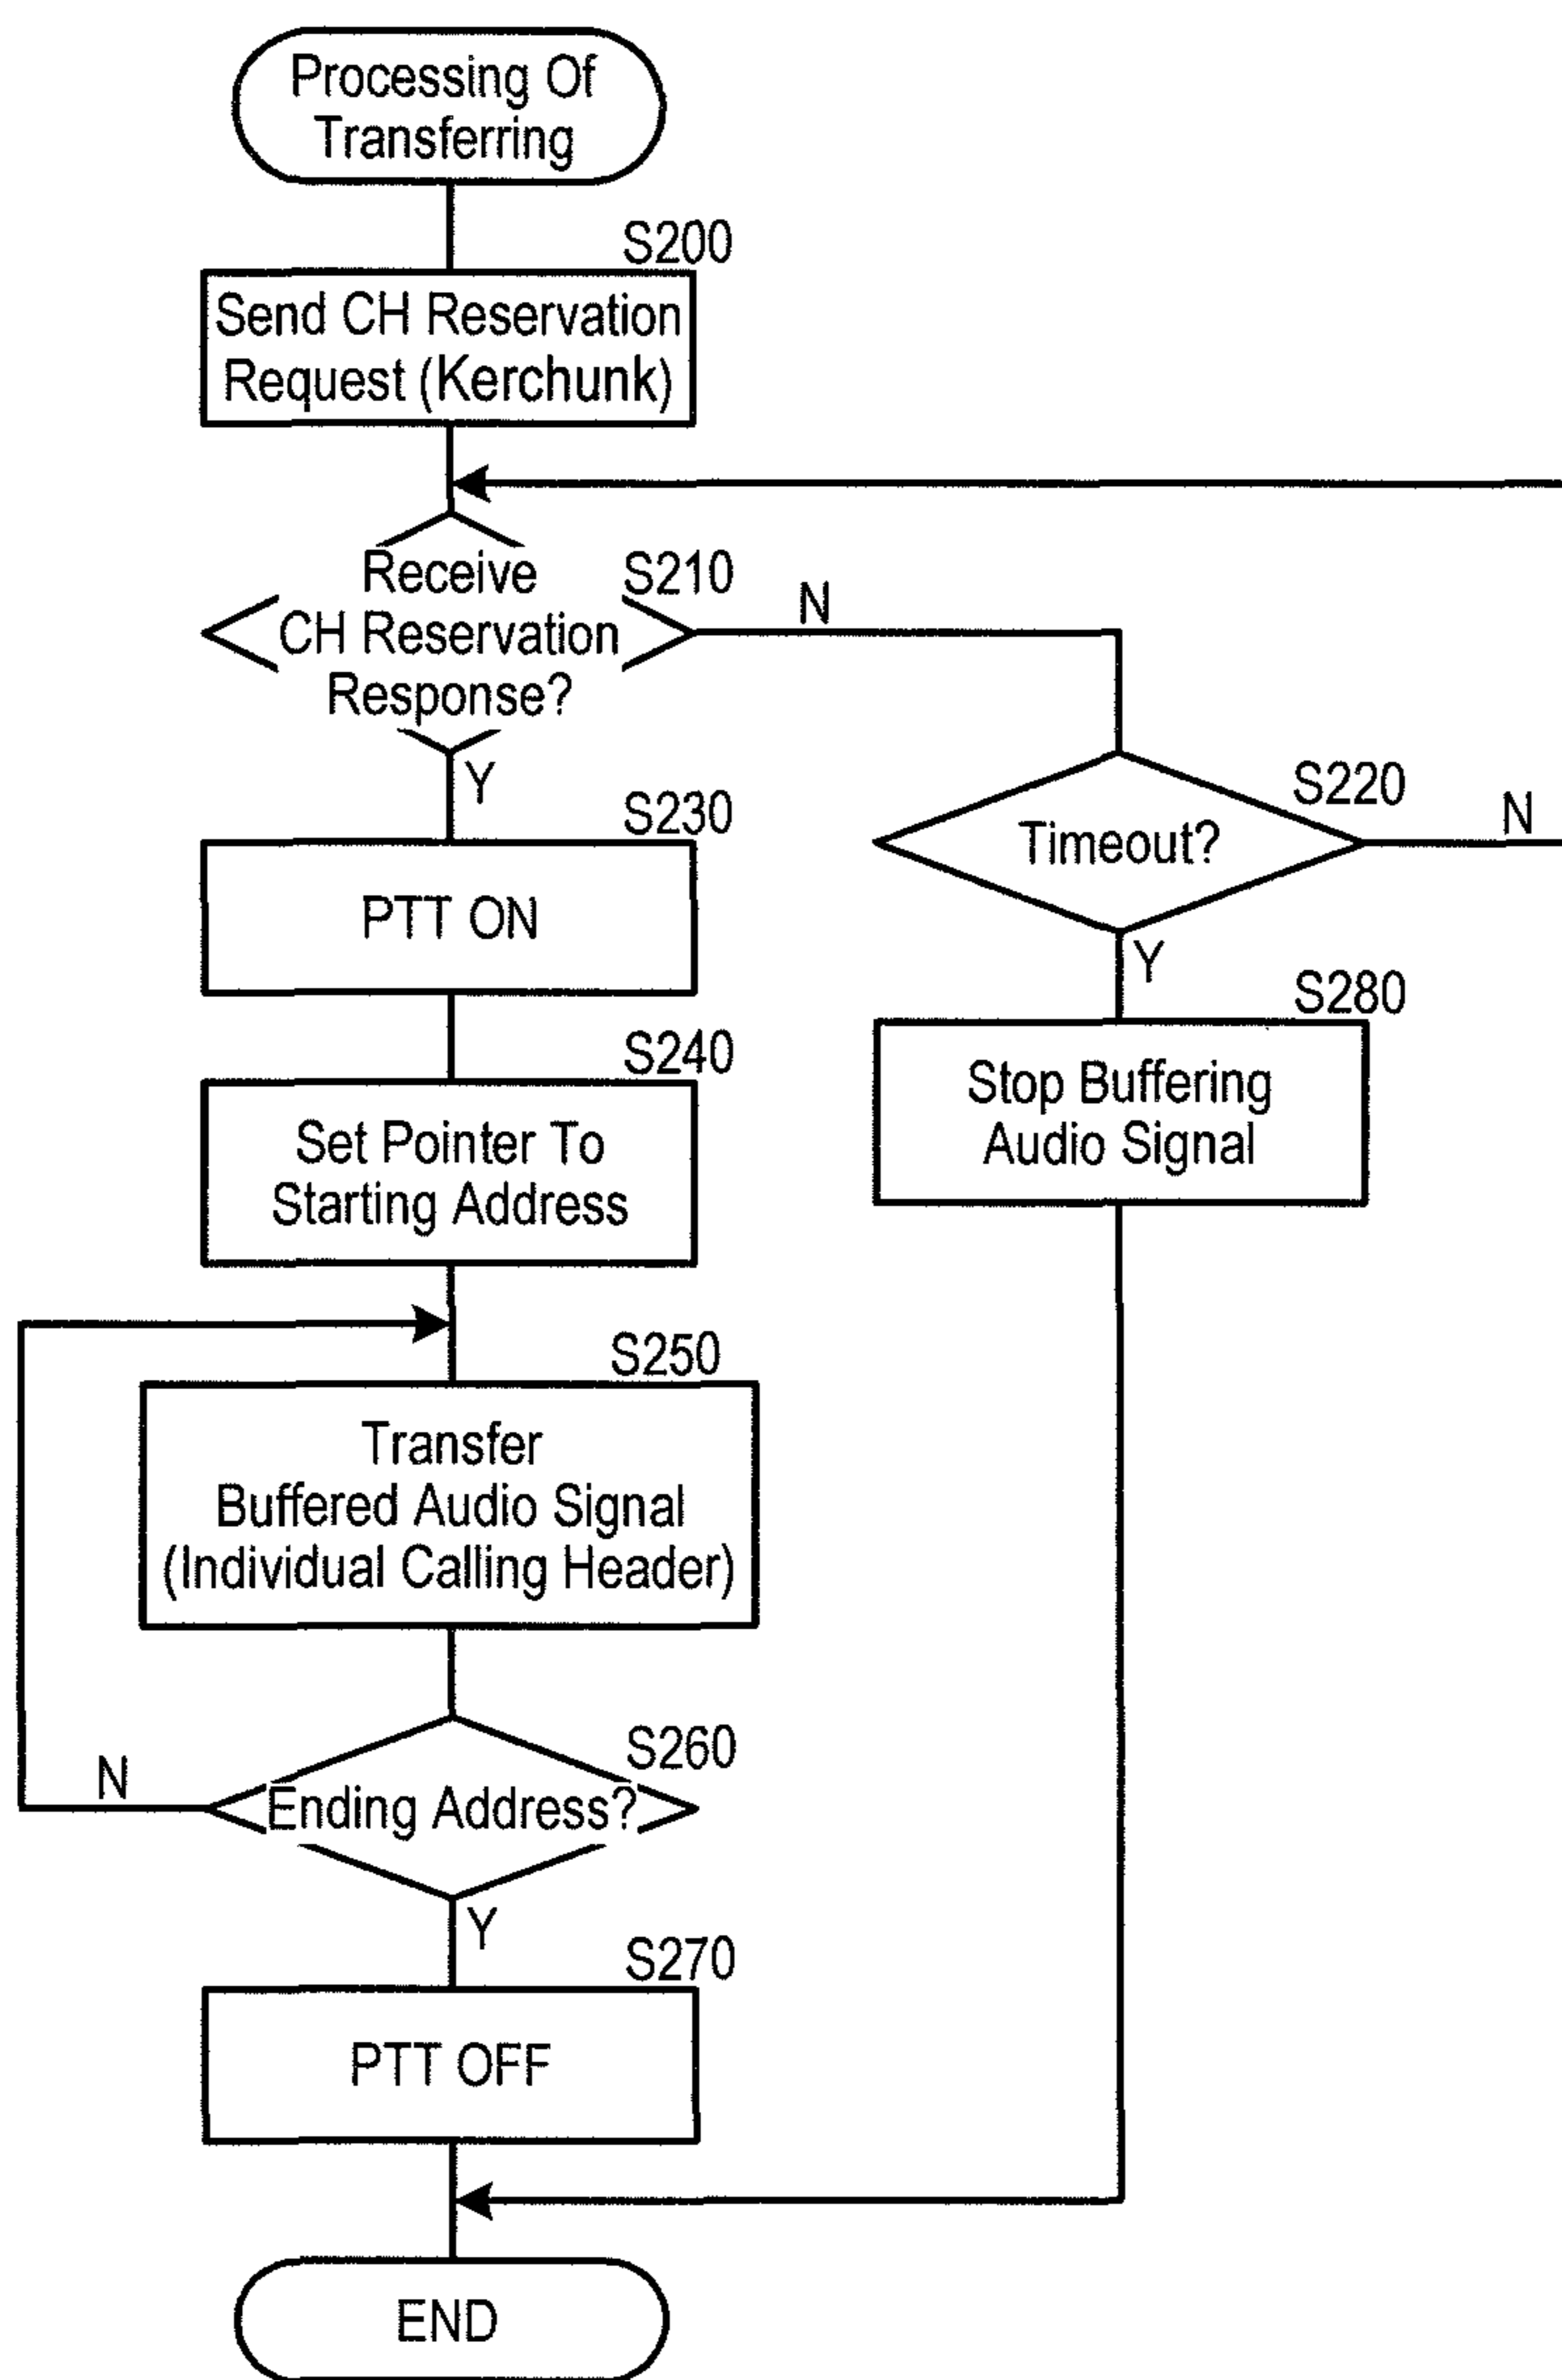 Processing Of
Transferring
S200
Send CH Reservation
Request (Kerchunk)
Receive
CH Reservation
Response?
S210
N
Y
S220
Timeout?
N
Y
S230
PTT ON
S280
Stop Buffering
Audio Signal
S240
Set Pointer To
Starting Address
S250
Transfer
Buffered Audio Signal
(Individual Calling Header)
S260
Ending Address?
N
Y
S270
PTT OFF
END